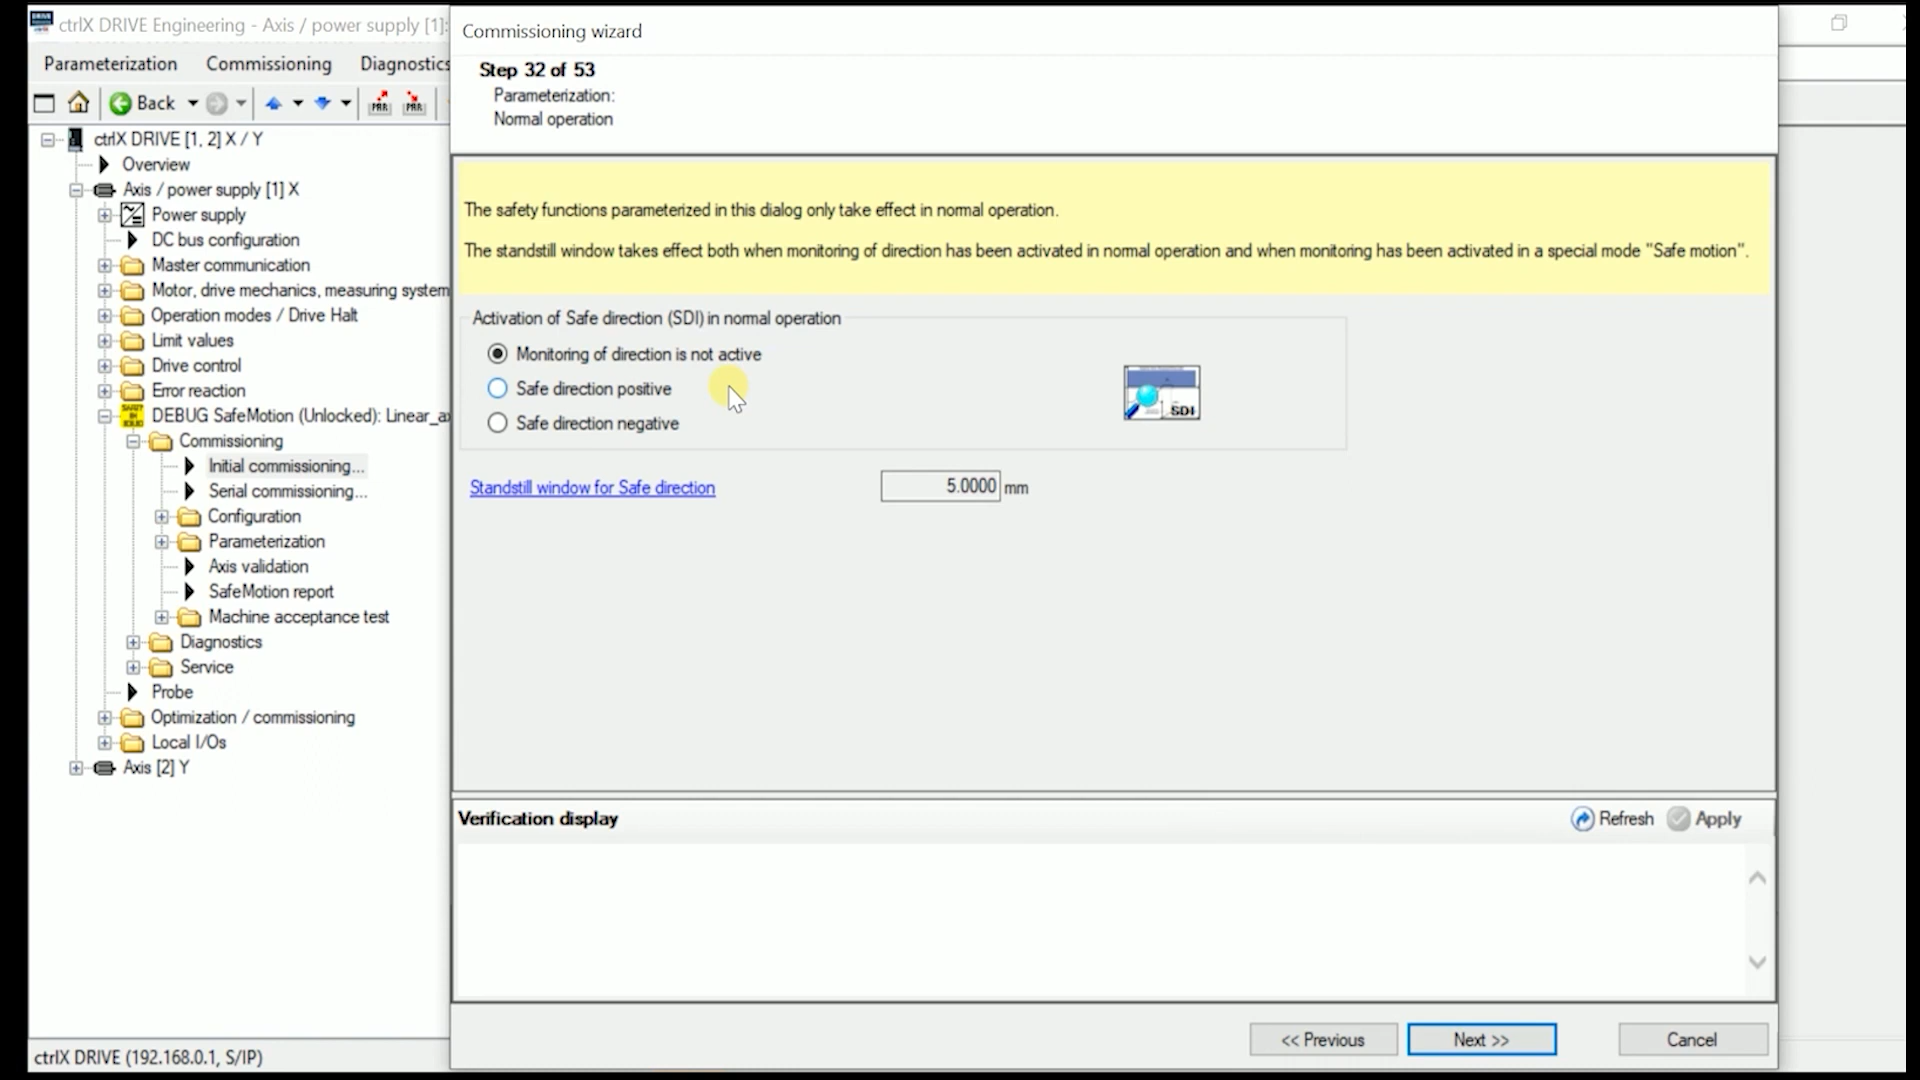 ctrlX DRIVE Engineering - Axis / power supply [1]:
Parameterization Commissioning Diagnostics
Back
PAR PAR
ctrlX DRIVE [1, 2] X / Y
Overview
Axis / power supply [1] X
Power supply
DC bus configuration
Master communication
Motor, drive mechanics, measuring system
Operation modes / Drive Halt
Limit values
Drive control
Error reaction
DEBUG SafeMotion (Unlocked): Linear_ax
Commissioning
Initial commissioning...
Serial commissioning...
Configuration
Parameterization
Axis validation
SafeMotion report
Machine acceptance test
Diagnostics
Service
Probe
Optimization / commissioning
Local I/Os
Axis [2] Y
ctrlX DRIVE (192.168.0.1, S/IP)
Commissioning wizard
Step 32 of 53
Parameterization:
Normal operation
The safety functions parameterized in this dialog only take effect in normal operation.
The standstill window takes effect both when monitoring of direction has been activated in normal operation and when monitoring has been activated in a special mode "Safe motion".
Activation of Safe direction (SDI) in normal operation
Monitoring of direction is not active
Safe direction positive
Safe direction negative
SDI
Standstill window for Safe direction 5.0000 mm
Verification display Refresh Apply
<< Previous Next >> Cancel